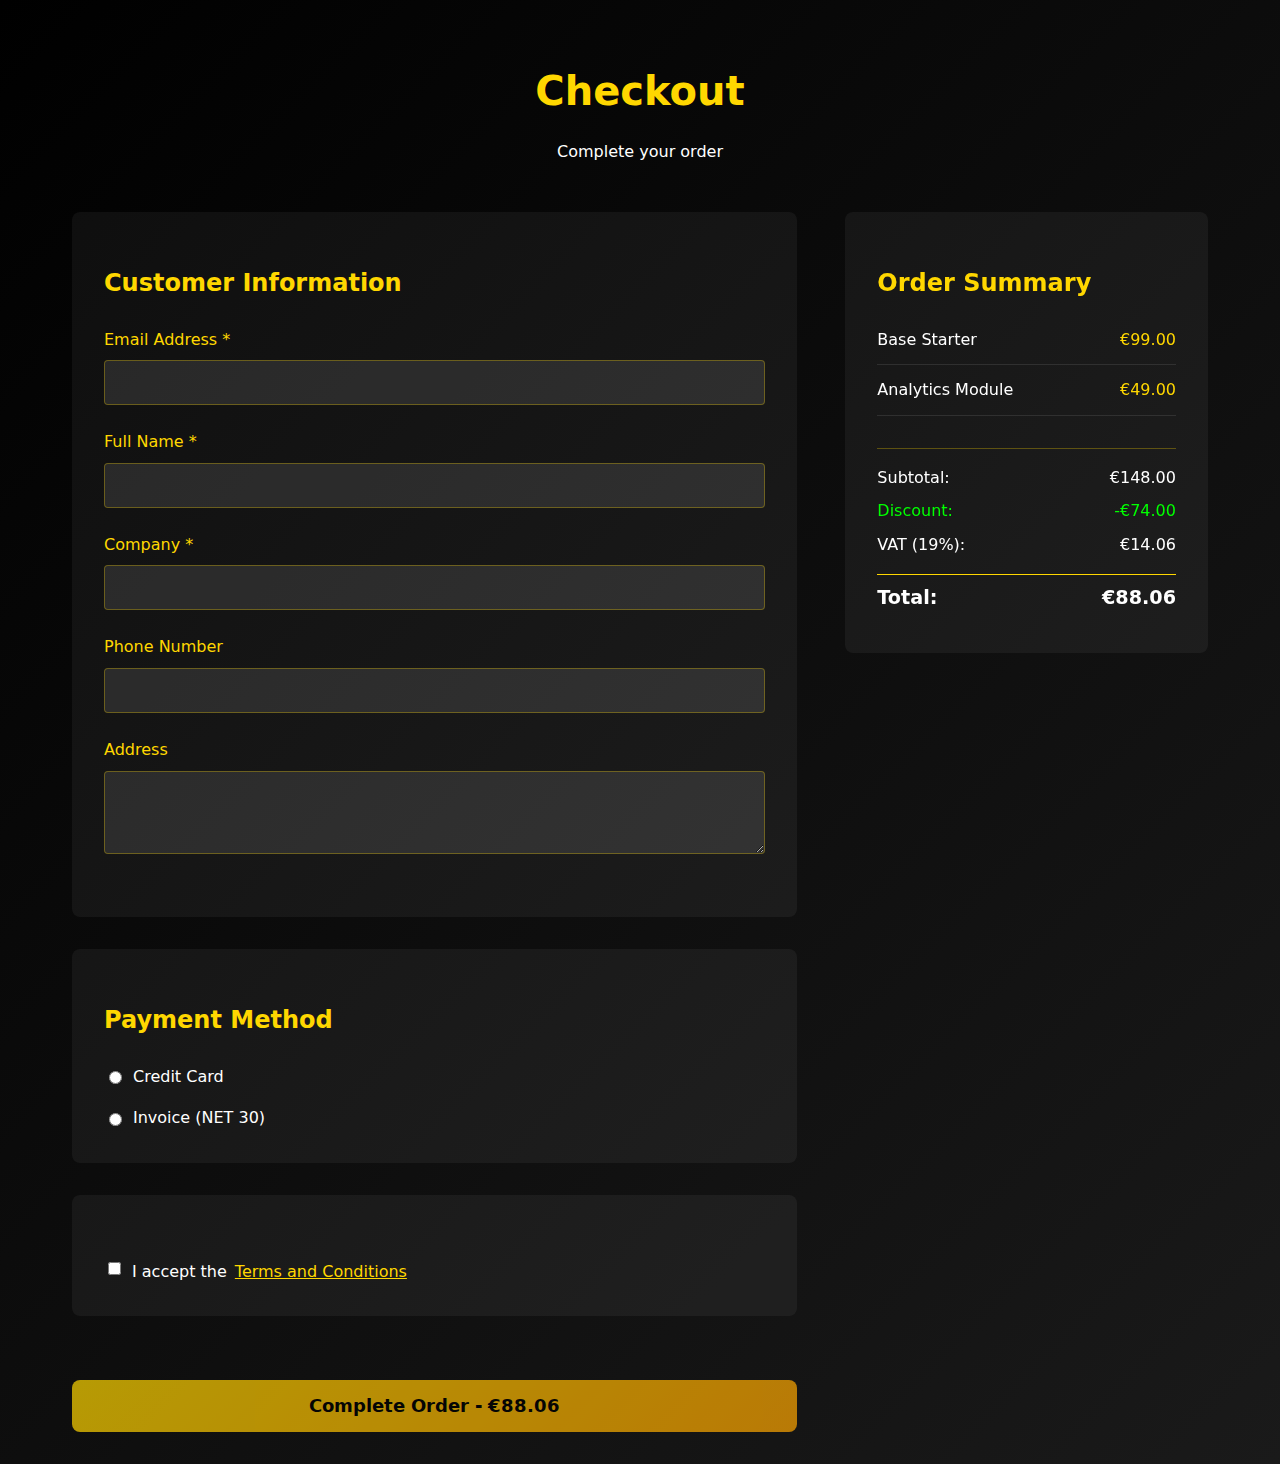 Checkout
Complete your order
Customer Information
Email Address *
Full Name *
Company *
Phone Number
Address
Payment Method
Credit Card
Invoice (NET 30)
I accept the Terms and Conditions
Complete Order - €88.06
Order Summary
Base Starter €99.00
Analytics Module €49.00
Subtotal: €148.00
Discount: -€74.00
VAT (19%): €14.06
Total: €88.06